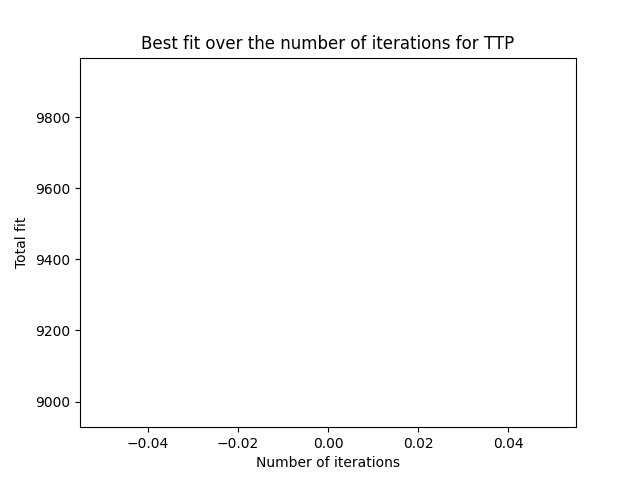 Best fit over the number of iterations for TTP
9800
9600
9400
9200
9000
Total fit
−0.04 −0.02 0.00 0.02 0.04
Number of iterations